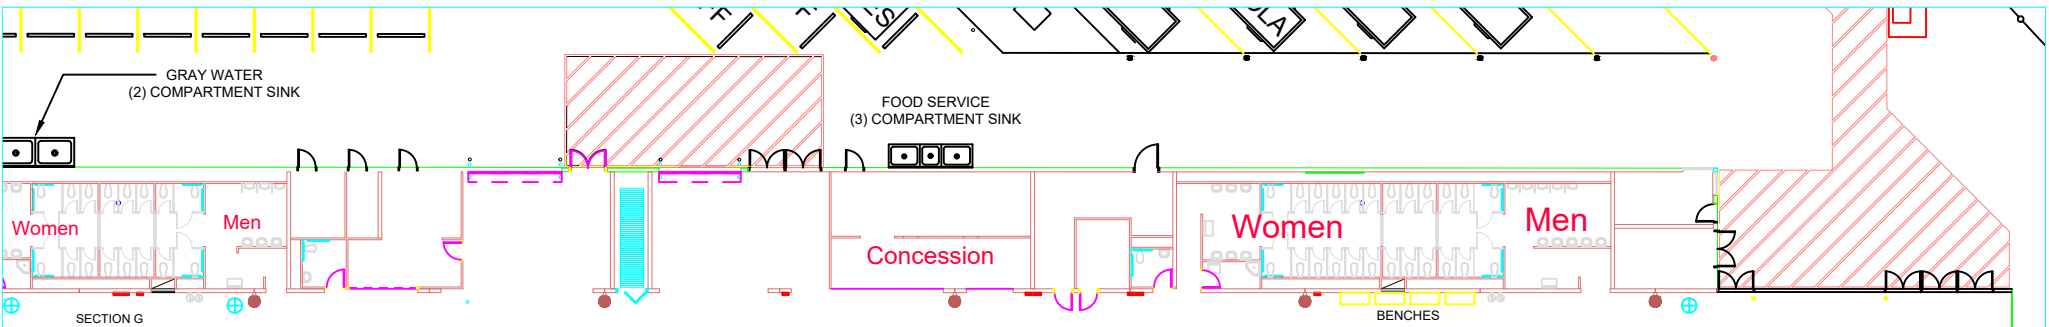 GRAY WATER
(2) COMPARTMENT SINK
FOOD SERVICE
(3) COMPARTMENT SINK
Women
Men
Concession
Women
Men
SECTION G
BENCHES